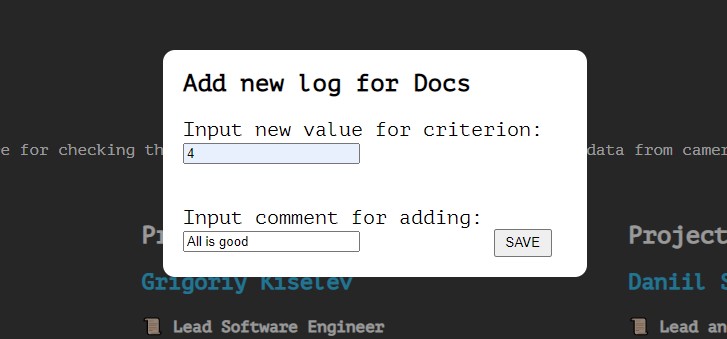 Add new log for Docs
Input new value for criterion:
4
e for checking th
data from camer
Input comment for adding:
All is good
SAVE
Project
Grigoriy Kiselev
Daniil
Lead Software Engineer
Lead an